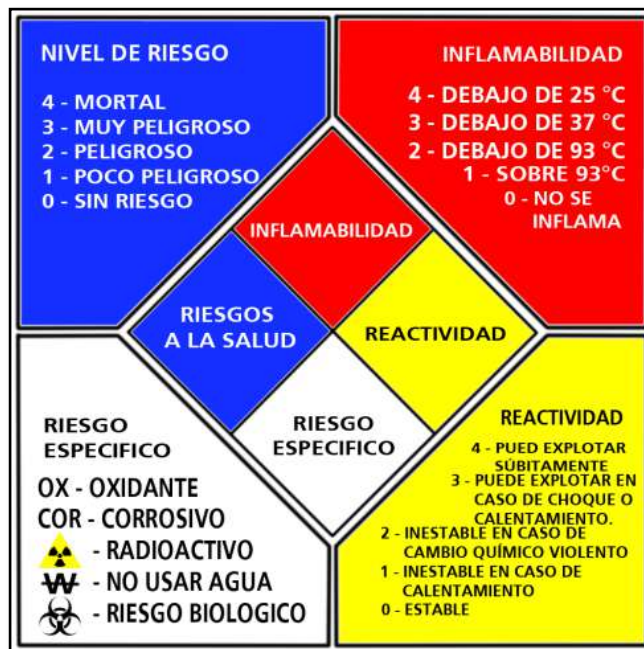 NIVEL DE RIESGO
4 - MORTAL
3 - MUY PELIGROSO
2 - PELIGROSO
1 - POCO PELIGROSO
0 - SIN RIESGO
INFLAMABILIDAD
4 - DEBAJO DE 25 °C
3 - DEBAJO DE 37 °C
2 - DEBAJO DE 93 °C
1 - SOBRE 93°C
0 - NO SE
INFLAMA
INFLAMABILIDAD
RIESGOS
A LA SALUD
REACTIVIDAD
RIESGO
ESPECIFICO
RIESGO
ESPECIFICO
OX - OXIDANTE
COR - CORROSIVO
- RADIOACTIVO
W - NO USAR AGUA
- RIESGO BIOLOGICO
REACTIVIDAD
4 - PUED EXPLOTAR
SÚBITAMENTE
3 - PUEDE EXPLOTAR EN
CASO DE CHOQUE O
CALENTAMIENTO.
2 - INESTABLE EN CASO DE
CAMBIO QUÍMICO VIOLENTO
1 - INESTABLE EN CASO DE
CALENTAMIENTO
0 - ESTABLE